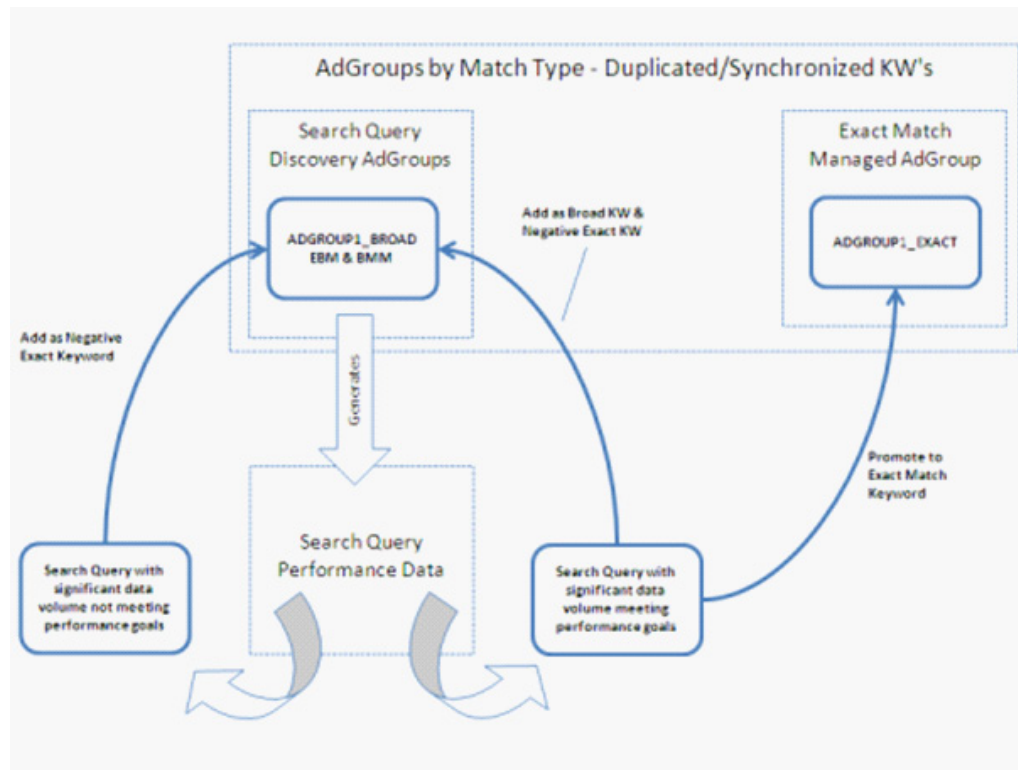 AdGroups by Match Type - Duplicated/Synchronized KW's
Search Query
Discovery AdGroups
Exact Match
Managed AdGroup
ADGROUP1_BROAD
EBM & BMM
Add as Broad KW &
Negative Exact KW
ADGROUP1_EXACT
Add as Negative
Exact Keyword
Generates
Promote to
Exact Match
Keyword
Search Query
Performance Data
Search Query with
significant data
volume not meeting
performance goals
Search Query with
significant data
volume meeting
performance goals